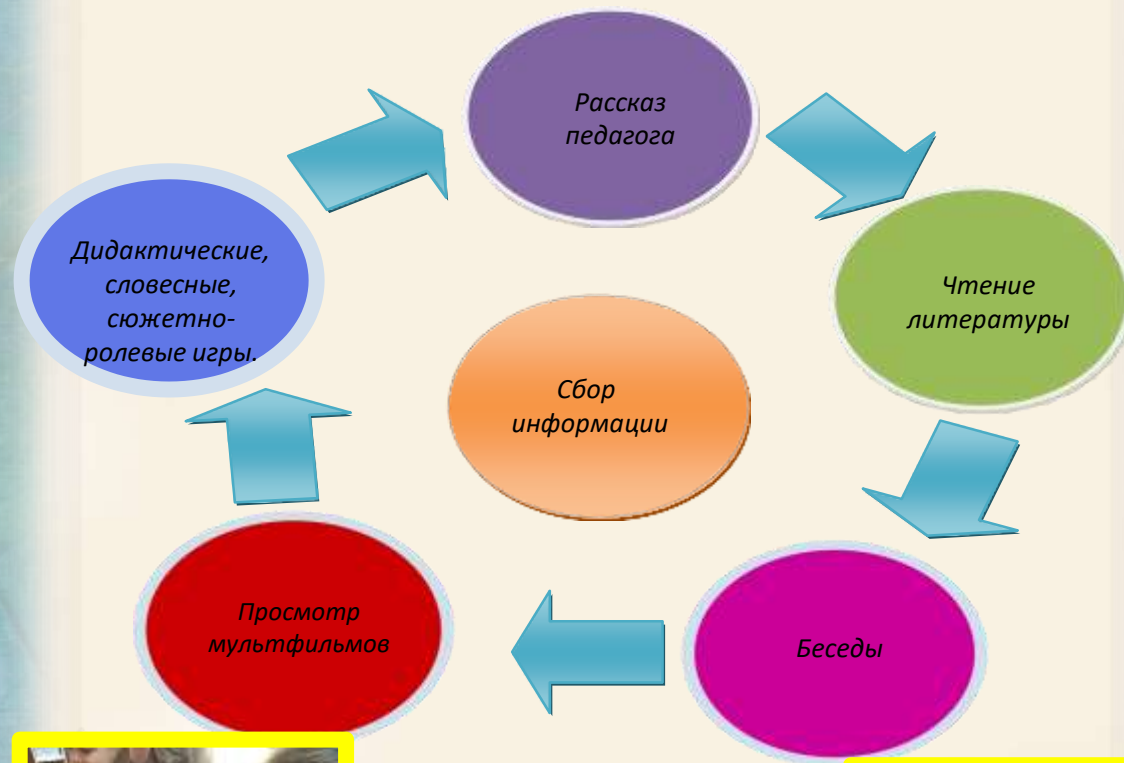 Рассказ
педагога
Чтение
литературы
Беседы
Просмотр
мультфильмов
Дидактические,
словесные,
сюжетно-
ролевые игры.
Сбор
информации